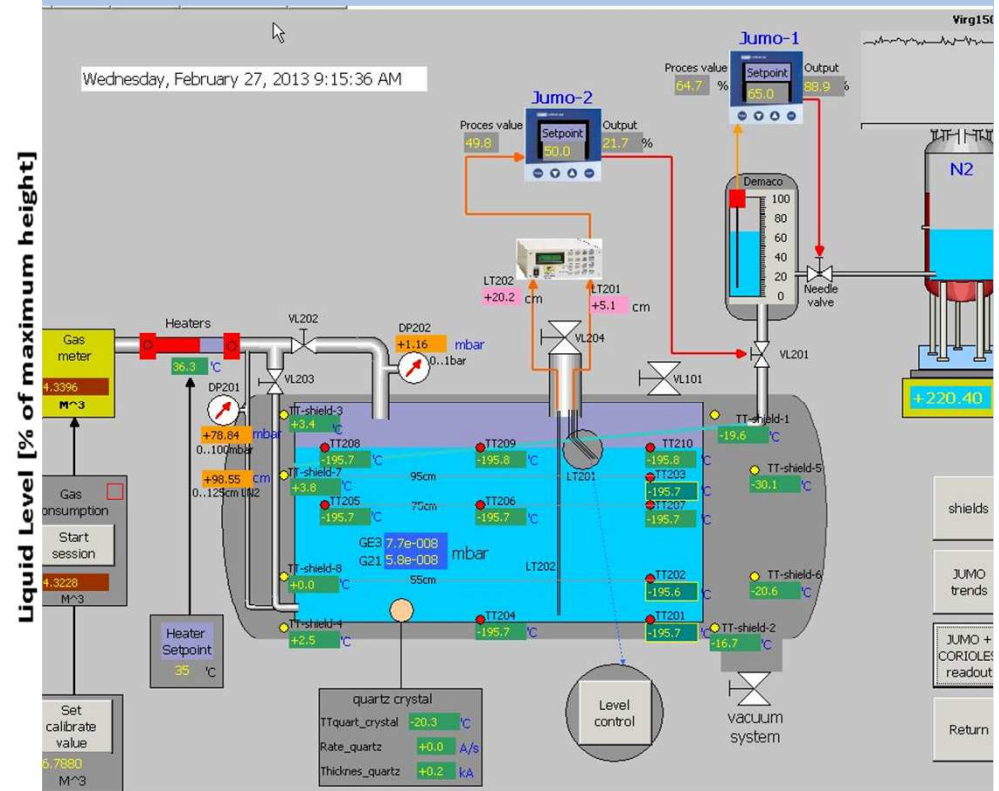 Liquid Level [% of maximum height]
Wednesday, February 27, 2013 9:15:36 AM
Virg150
Jumo-1
Proces value
64.7 %
Setpoint
65.0
Output
88.9 %
Jumo-2
Proces value
49.8
Setpoint
50.0
Output
21.7 %
N2
Demaco
100
80
60
40
20
0
Needle
valve
LT202
+20.2 cm
LT201
+5.1 cm
VL204
VL201
VL101
Gas
meter
4.3396
M^3
Heaters
36.3 'C
VL202
VL203
DP202
+1.16 mbar
0..1bar
DP201
+78.84 mbar
0..100mbar
+98.55 cm
0..125cm LN2
+220.40
TT-shield-3
+3.4 'C
TT-shield-1
-19.6 'C
TT208
-195.7 'C
TT209
-195.8 'C
TT210
-195.8 'C
LT201
TT-shield-7
+3.8 'C
95cm
TT203
-195.7 'C
TT-shield-5
-30.1 'C
TT205
-195.7 'C
75cm
TT206
-195.7 'C
TT207
-195.7 'C
GE3 7.7e-008
G21 5.8e-008
mbar
LT202
TT-shield-8
+0.0 'C
55cm
TT202
-195.6 'C
TT-shield-6
-20.6 'C
TT-shield-4
+2.5 'C
TT204
-195.7 'C
TT201
-195.7 'C
TT-shield-2
-16.7 'C
Gas
onsumption
Start
session
4.3228
M^3
Heater
Setpoint
35 'C
Set
calibrate
value
6.7880
M^3
quartz crystal
TTquart_crystal -20.3 'C
Rate_quartz +0.0 A/s
Thicknes_quartz +0.2 kA
Level
control
vacuum
system
shields
JUMO
trends
JUMO +
CORIOLES
readout
Return